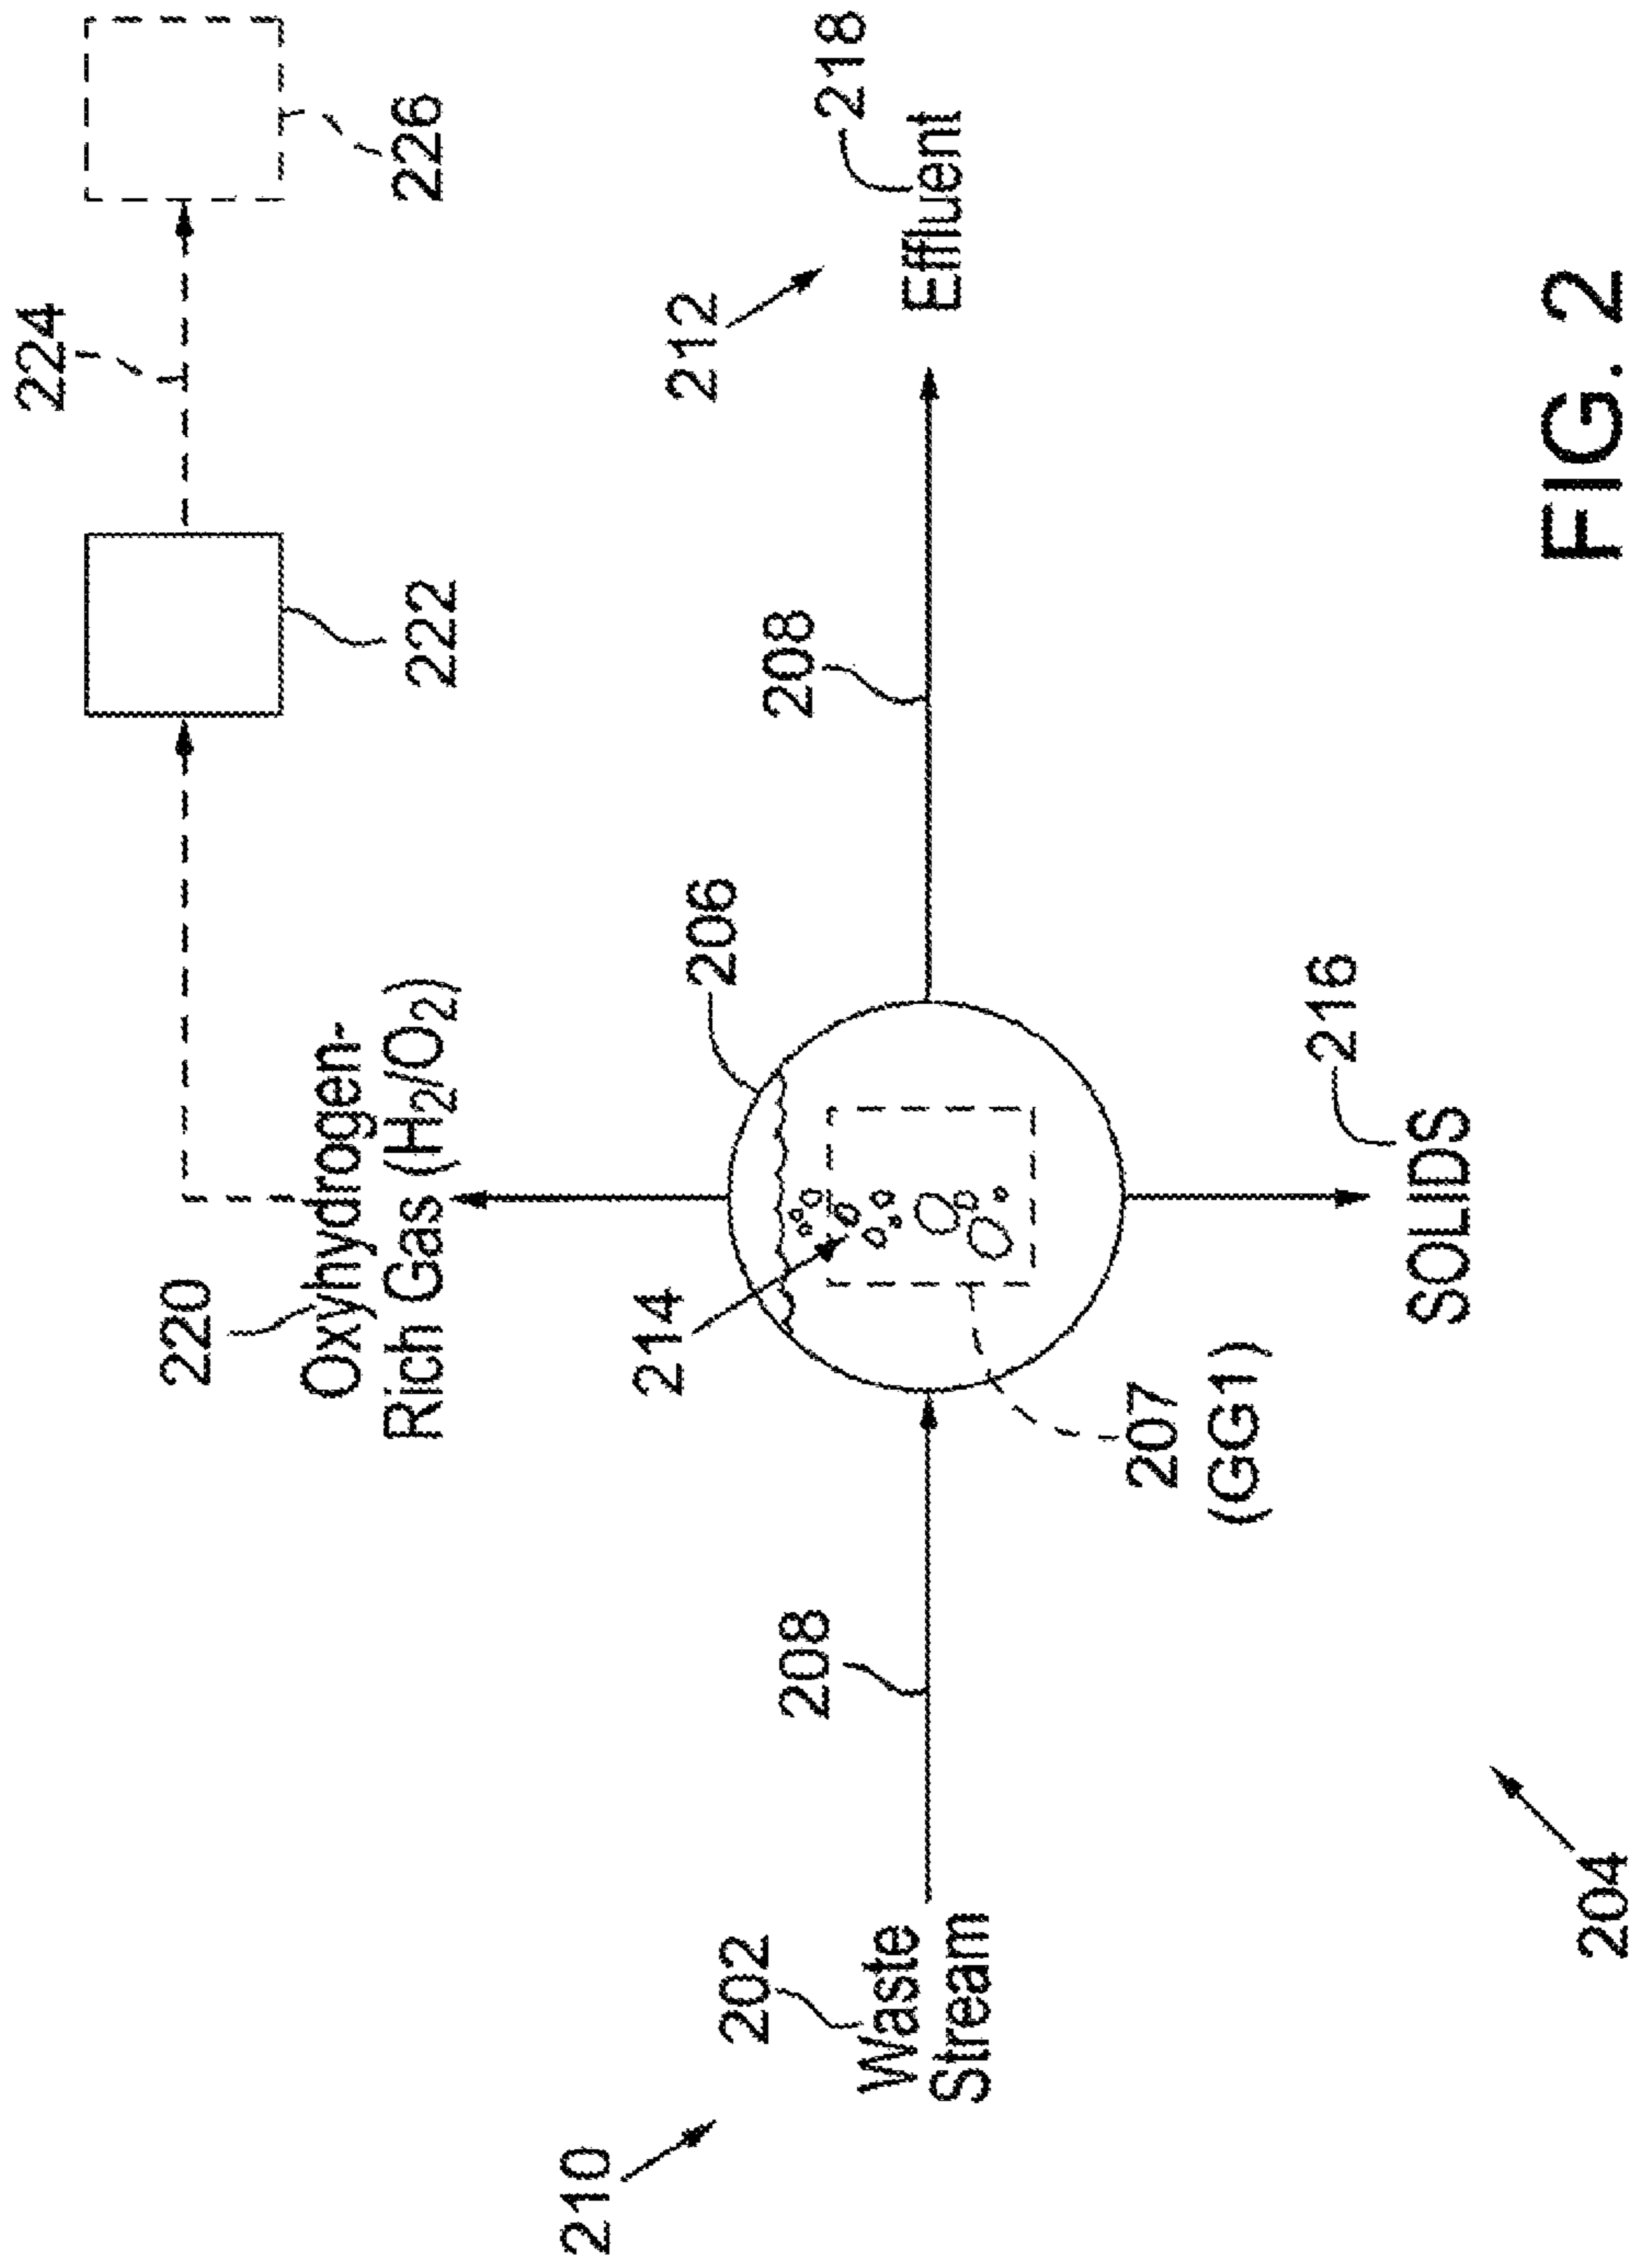 224
226
220
Oxyhydrogen-
Rich Gas (H₂/O₂)
222
206
214
212
210
202
Waste
Stream
208
208
218
Effluent
207
(GG1)
216
SOLIDS
204
FIG. 2